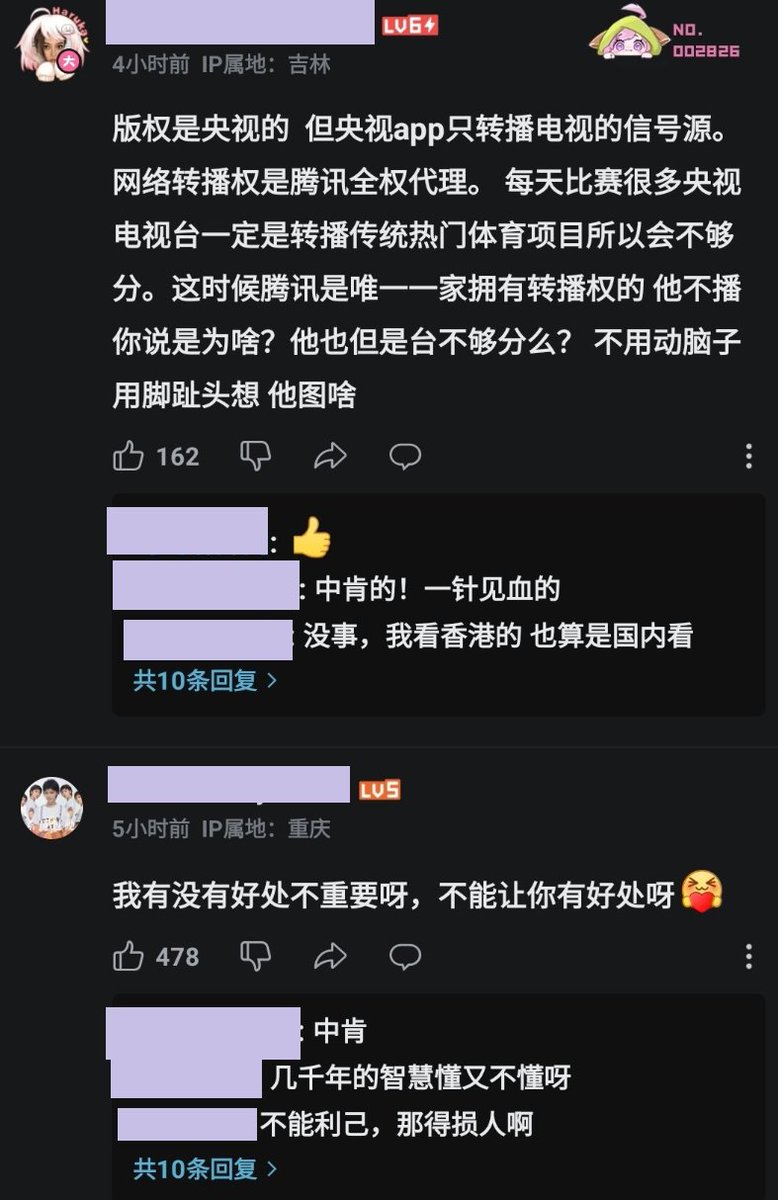 Haruka
大
LV6
4小时前 IP属地：吉林
NO.
002826
版权是央视的 但央视app只转播电视的信号源。
网络转播权是腾讯全权代理。 每天比赛很多央视
电视台一定是转播传统热门体育项目所以会不够
分。这时候腾讯是唯一一家拥有转播权的 他不播
你说是为啥？他也但是台不够分么？ 不用动脑子
用脚趾头想 他图啥
162
:
: 中肯的！一针见血的
: 没事，我看香港的 也算是国内看
共10条回复 >
LV5
5小时前 IP属地：重庆
我有没有好处不重要呀，不能让你有好处呀
478
: 中肯
几千年的智慧懂又不懂呀
不能利己，那得损人啊
共10条回复 >